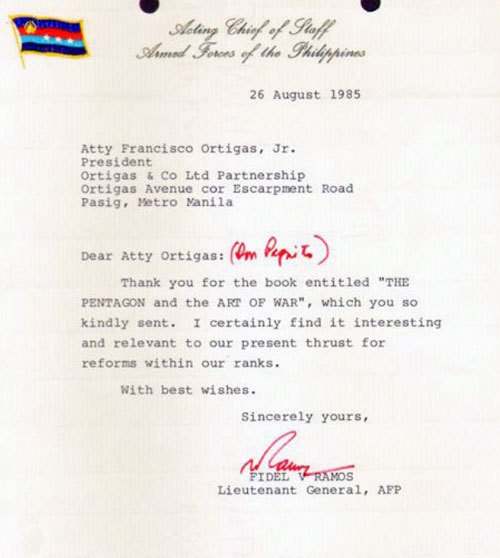 Acting Chief of Staff
Armed Forces of the Philippines
26 August 1985
Atty Francisco Ortigas, Jr.
President
Ortigas & Co Ltd Partnership
Ortigas Avenue cor Escarpment Road
Pasig, Metro Manila
Dear Atty Ortigas: (Don Pepito)
Thank you for the book entitled "THE
PENTAGON and the ART OF WAR", which you so
kindly sent. I certainly find it interesting
and relevant to our present thrust for
reforms within our ranks.
With best wishes.
Sincerely yours,
FIDEL V RAMOS
Lieutenant General, AFP